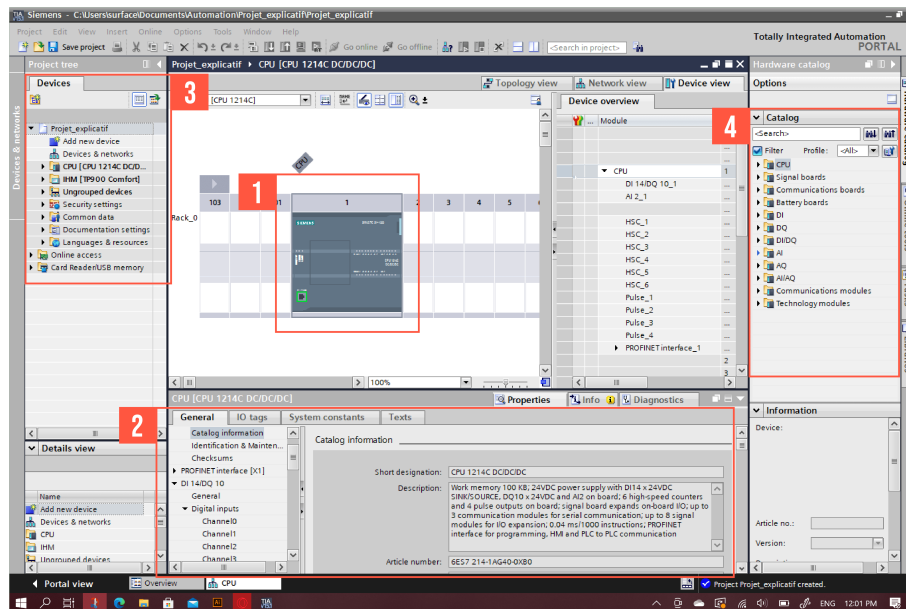 Siemens - C:\Users\surface\Documents\Automation\Projet_explicatif\Projet_explicatif
Project Edit View Insert Online Options Tools Window Help
Totally Integrated Automation
PORTAL
Save project
Go online
Go offline
<Search in project>
Project tree
Projet_explicatif ▸ CPU [CPU 1214C DC/DC/DC]
Hardware catalog
Devices
Topology view
Network view
Device view
Options
3
[CPU 1214C]
Device overview
... Module
4
Catalog
<Search>
Filter Profile: <All>
Devices & networks
Projet_explicatif
Add new device
Devices & networks
CPU [CPU 1214C DC/D...
IHM [TP900 Comfort]
Ungrouped devices
Security settings
Common data
Documentation settings
Languages & resources
Online access
Card Reader/USB memory
CPU
1
103
01
1
2
3
4
5
Rack_0
SIEMENS
CPU 1
DI 14/DQ 10_1 ...
AI 2_1 ...
HSC_1 ...
HSC_2 ...
HSC_3 ...
HSC_4 ...
HSC_5 ...
HSC_6 ...
Pulse_1 ...
Pulse_2 ...
Pulse_3 ...
Pulse_4 ...
PROFINET interface_1 ...
2
3
CPU
Signal boards
Communications boards
Battery boards
DI
DQ
DI/DQ
AI
AQ
AI/AQ
Communications modules
Technology modules
100%
CPU [CPU 1214C DC/DC/DC]
Properties
Info
Diagnostics
2
General
IO tags
System constants
Texts
Catalog information
Identification & Mainten...
Checksums
PROFINET interface [X1]
DI 14/DQ 10
General
Digital inputs
Channel0
Channel1
Channel2
Channel3
Catalog information
Short designation: CPU 1214C DC/DC/DC
Description: Work memory 100 KB; 24VDC power supply with DI14 x 24VDC
SINK/SOURCE, DQ10 x 24VDC and AI2 on board; 6 high-speed counters
and 4 pulse outputs on board; signal board expands on-board I/O; up to
3 communication modules for serial communication; up to 8 signal
modules for I/O expansion; 0.04 ms/1000 instructions; PROFINET
interface for programming, HMI and PLC to PLC communication
Article number: 6ES7 214-1AG40-0XB0
Information
Device:
Article no.:
Version:
Details view
Name
Add new device
Devices & networks
CPU
IHM
Ungrouped devices
Portal view
Overview
CPU
Project Projet_explicatif created.
ENG 12:01 PM